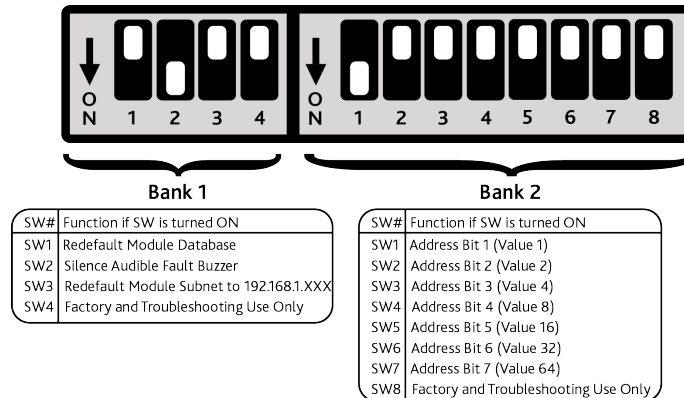 ON 1 2 3 4 ON 1 2 3 4 5 6 7 8
Bank 1
SW# Function if SW is turned ON
SW1 Redefault Module Database
SW2 Silence Audible Fault Buzzer
SW3 Redefault Module Subnet to 192.168.1.XXX
SW4 Factory and Troubleshooting Use Only
Bank 2
SW# Function if SW is turned ON
SW1 Address Bit 1 (Value 1)
SW2 Address Bit 2 (Value 2)
SW3 Address Bit 3 (Value 4)
SW4 Address Bit 4 (Value 8)
SW5 Address Bit 5 (Value 16)
SW6 Address Bit 6 (Value 32)
SW7 Address Bit 7 (Value 64)
SW8 Factory and Troubleshooting Use Only